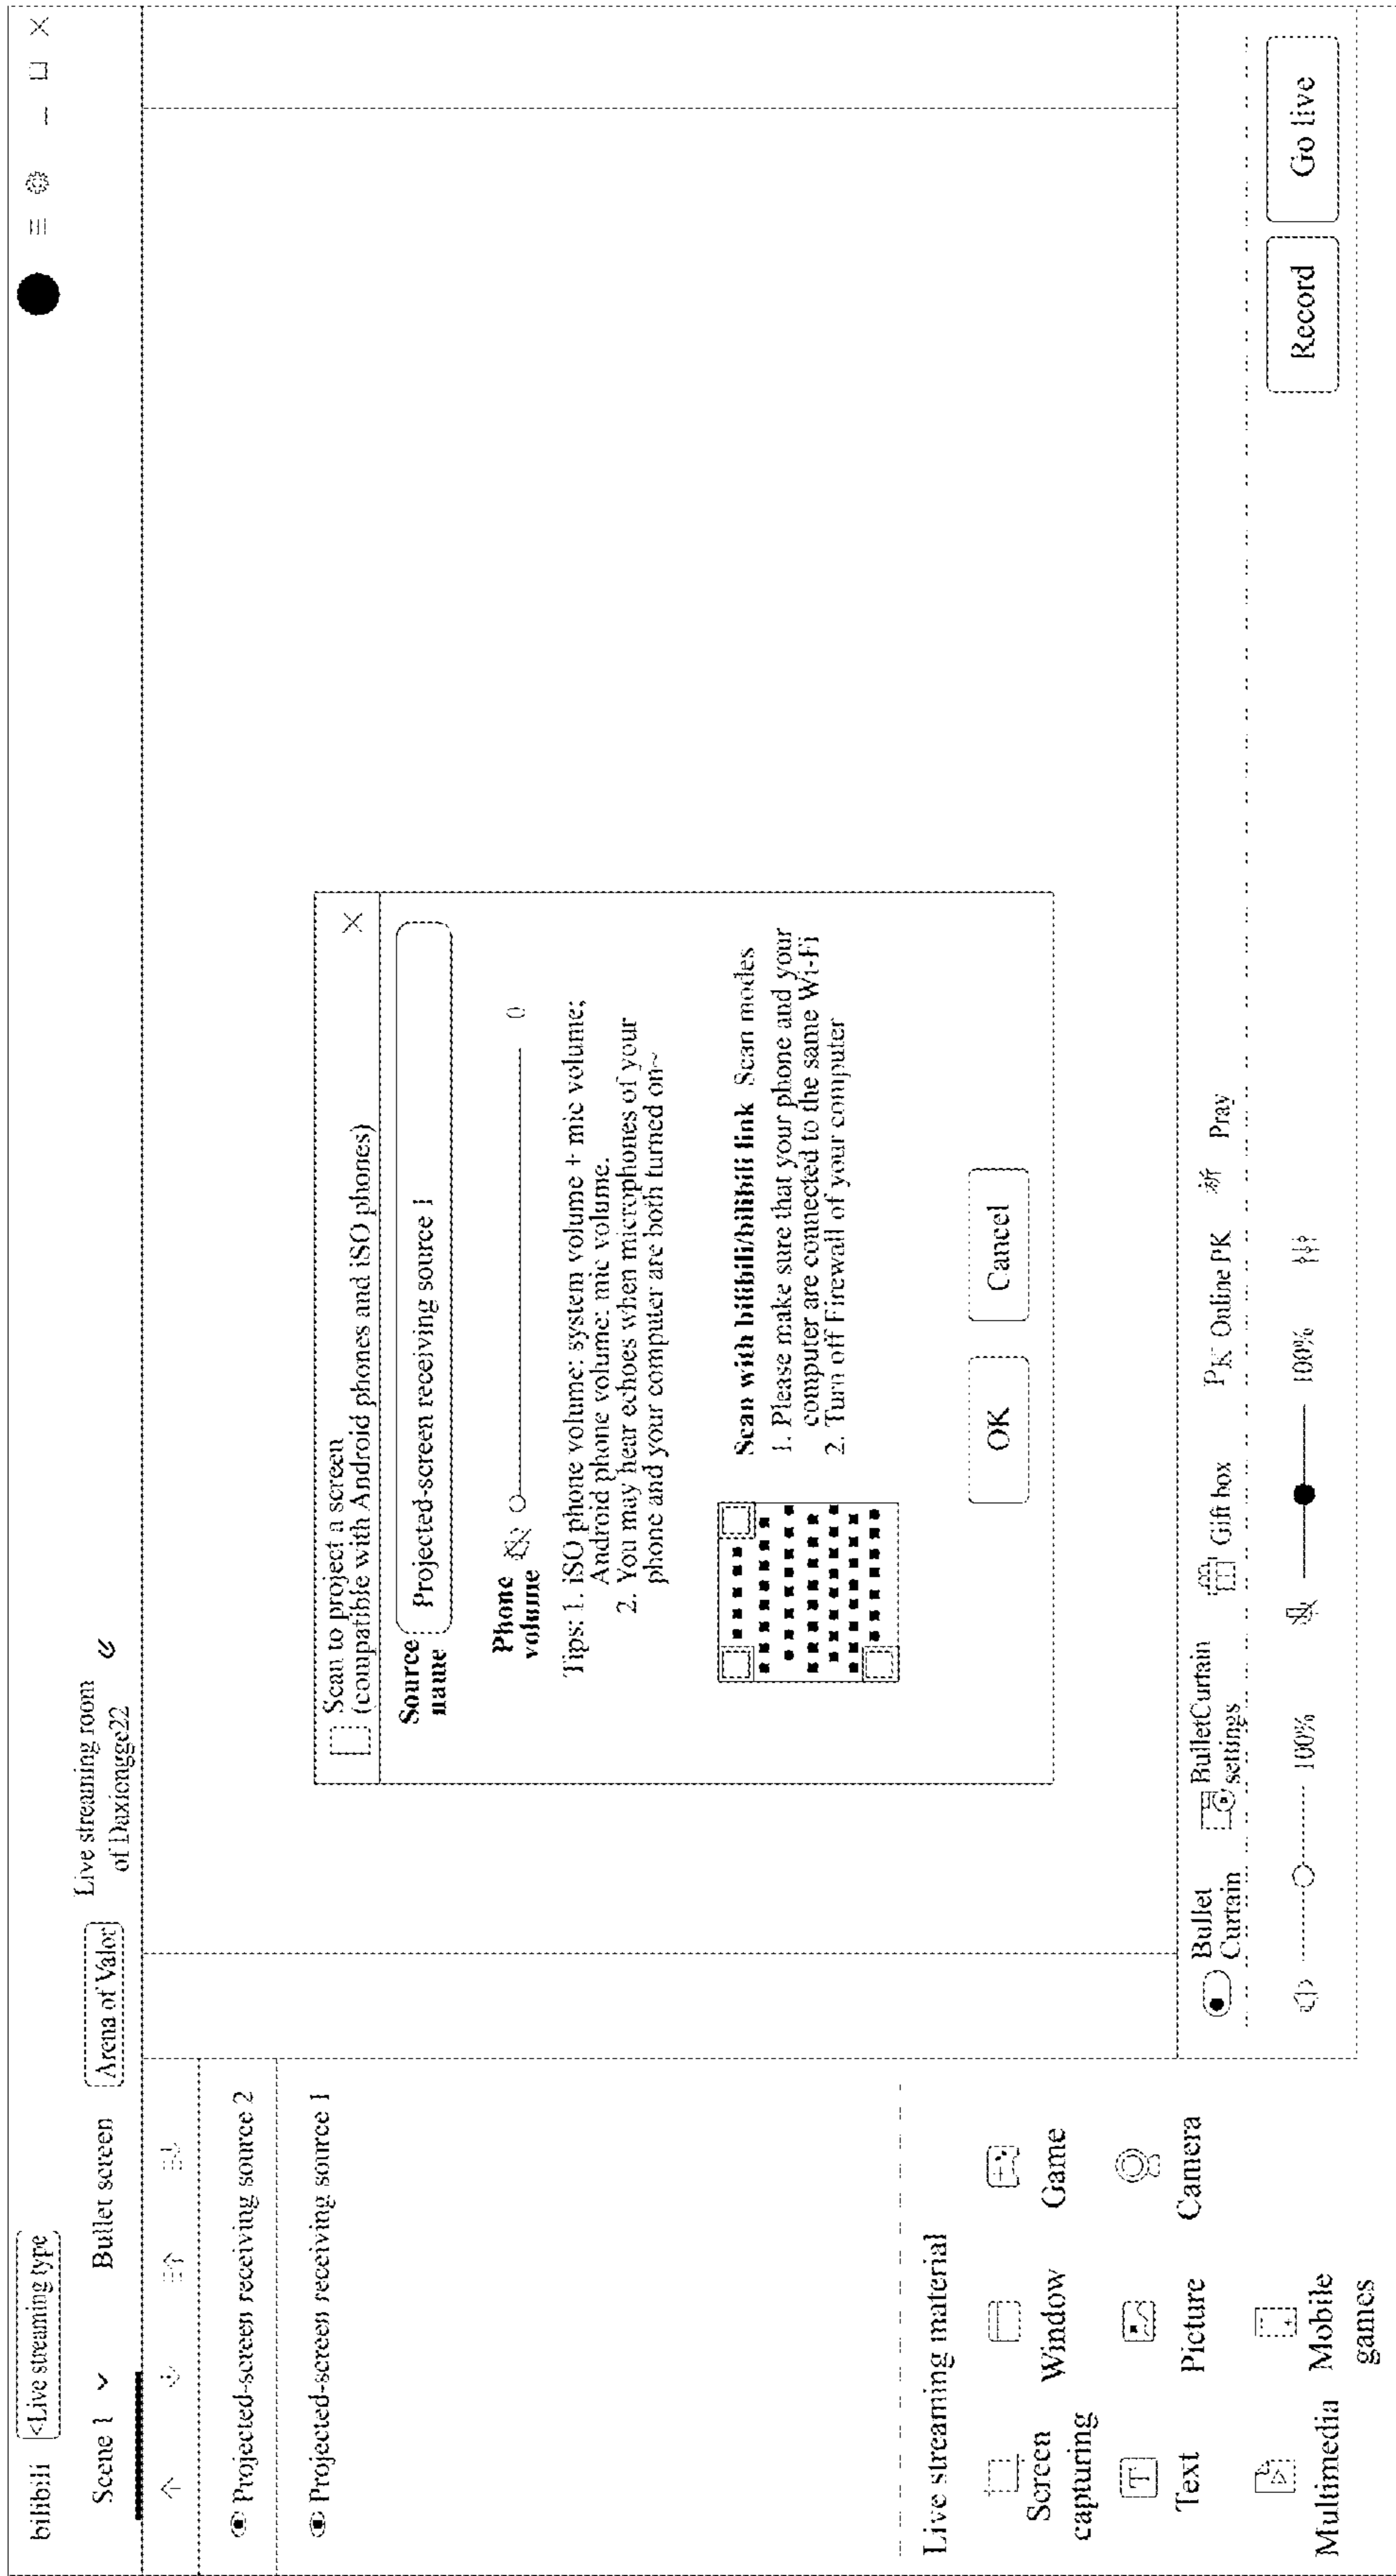 bilibili
<Live streaming type
Scene 1
Bullet screen
Arena of Valor
Live streaming room
of Daxiongge22
Projected-screen receiving source 2
Projected-screen receiving source 1
Live streaming material
Screen
capturing
Window
Game
Text
Picture
Camera
Multimedia
Mobile
games
Scan to project a screen
(compatible with Android phones and iSO phones)
Source
name
Projected-screen receiving source 1
Phone
volume
0
Tips: 1. iSO phone volume: system volume + mic volume;
Android phone volume: mic volume.
2. You may hear echoes when microphones of your
phone and your computer are both turned on~
Scan with bilibili/bilibili link Scan modes
1. Please make sure that your phone and your
computer are connected to the same Wi-Fi
2. Turn off Firewall of your computer
OK
Cancel
Bullet
Curtain
BulletCurtain
settings
Gift box
PK Online PK
祈 Pray
100%
100%
Record
Go live